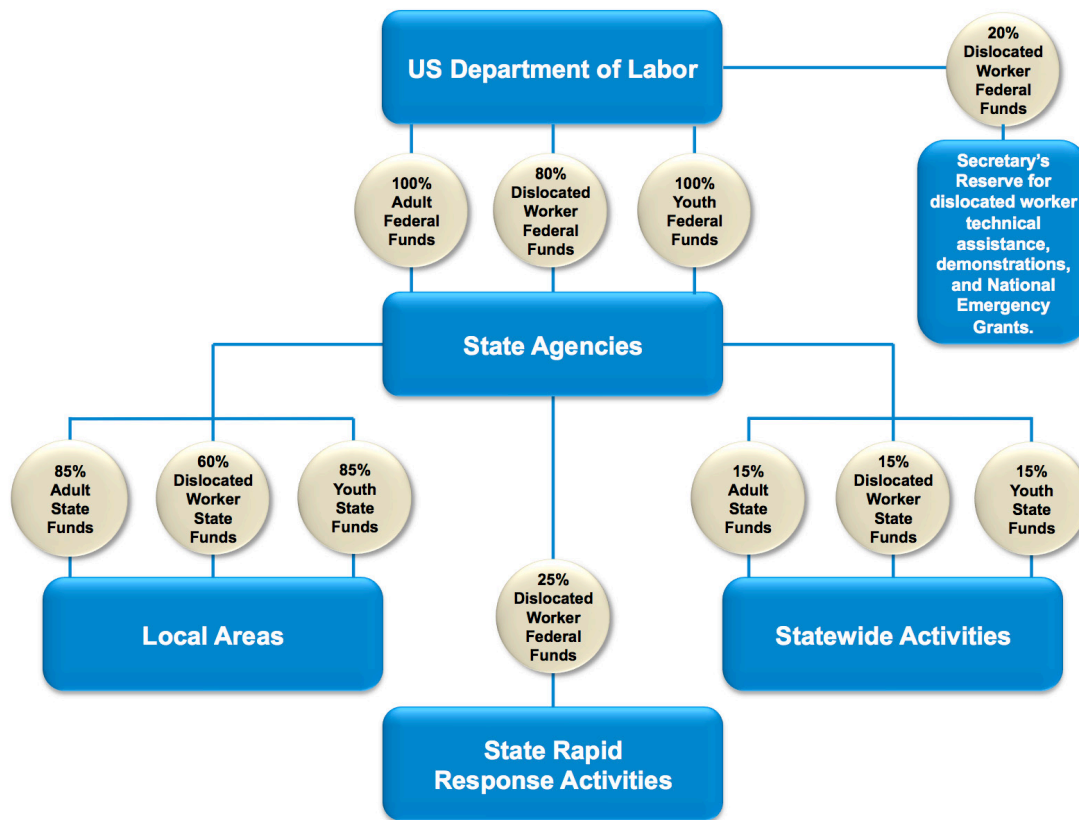 US Department of Labor
20%
Dislocated
Worker
Federal
Funds
Secretary’s
Reserve for
dislocated worker
technical
assistance,
demonstrations,
and National
Emergency
Grants.
100%
Adult
Federal
Funds
80%
Dislocated
Worker
Federal
Funds
100%
Youth
Federal
Funds
State Agencies
85%
Adult
State
Funds
60%
Dislocated
Worker
State
Funds
85%
Youth
State
Funds
15%
Adult
State
Funds
15%
Dislocated
Worker
State
Funds
15%
Youth
State
Funds
25%
Dislocated
Worker
Federal
Funds
Local Areas
Statewide Activities
State Rapid
Response Activities